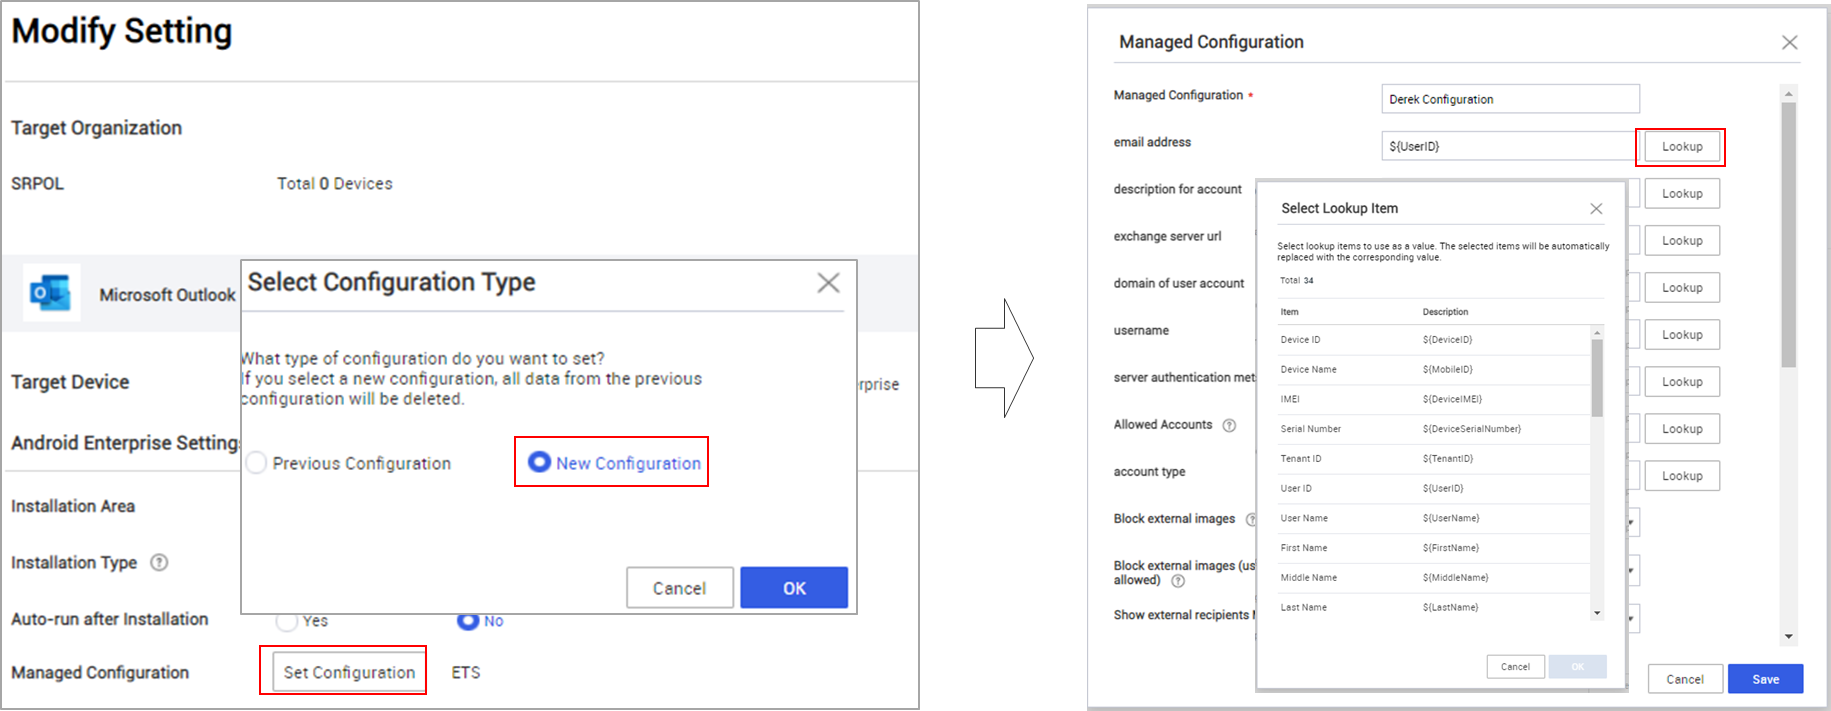 Modify Setting
Target Organization
SRPOL Total 0 Devices
Microsoft Outlook
Target Device
Android Enterprise Settings
Installation Area
Installation Type
Auto-run after Installation Yes No
Managed Configuration Set Configuration ETS
Select Configuration Type
What type of configuration do you want to set?
If you select a new configuration, all data from the previous
configuration will be deleted.
Previous Configuration New Configuration
Cancel OK
Managed Configuration
Managed Configuration * Derek Configuration
email address ${UserID} Lookup
description for account Lookup
exchange server url Lookup
domain of user account Lookup
username Lookup
server authentication met Lookup
Allowed Accounts Lookup
account type Lookup
Block external images
Block external images (us
allowed)
Show external recipients
Cancel Save
Select Lookup Item
Select lookup items to use as a value. The selected items will be automatically
replaced with the corresponding value.
Total 34
Item Description
Device ID ${DeviceID}
Device Name ${MobileID}
IMEI ${DeviceIMEI}
Serial Number ${DeviceSerialNumber}
Tenant ID ${TenantID}
User ID ${UserID}
User Name ${UserName}
First Name ${FirstName}
Middle Name ${MiddleName}
Last Name ${LastName}
Cancel OK